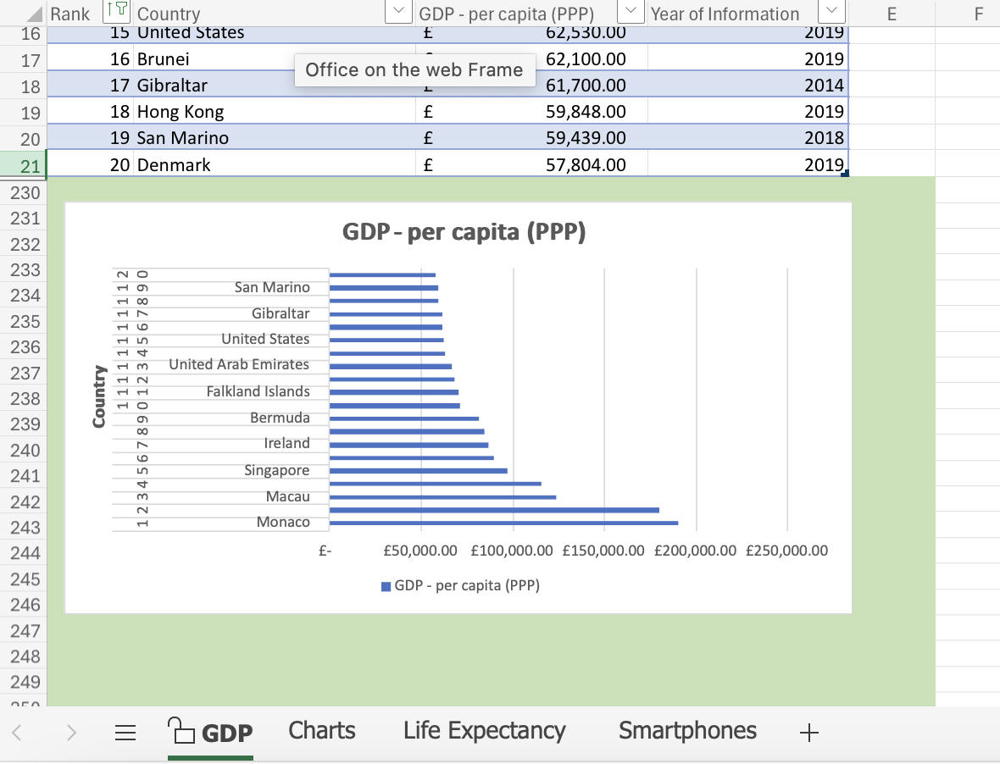 Rank Country GDP - per capita (PPP) Year of Information E F
16 15 United States £ 62,530.00 2019
17 16 Brunei 62,100.00 2019
Office on the web Frame
18 17 Gibraltar £ 61,700.00 2014
19 18 Hong Kong £ 59,848.00 2019
20 19 San Marino £ 59,439.00 2018
21 20 Denmark £ 57,804.00 2019
230
231
GDP - per capita (PPP)
232
233
20
234
19 San Marino
18
235
17 Gibraltar
16
236
15 United States
14
237
13 United Arab Emirates
12
238
11 Falkland Islands
10
239
9 Bermuda
8
240
7 Ireland
6
241
5 Singapore
4
242
3 Macau
2
243
1 Monaco
Country
244
£- £50,000.00 £100,000.00 £150,000.00 £200,000.00 £250,000.00
245
GDP - per capita (PPP)
246
247
248
249
250
GDP Charts Life Expectancy Smartphones